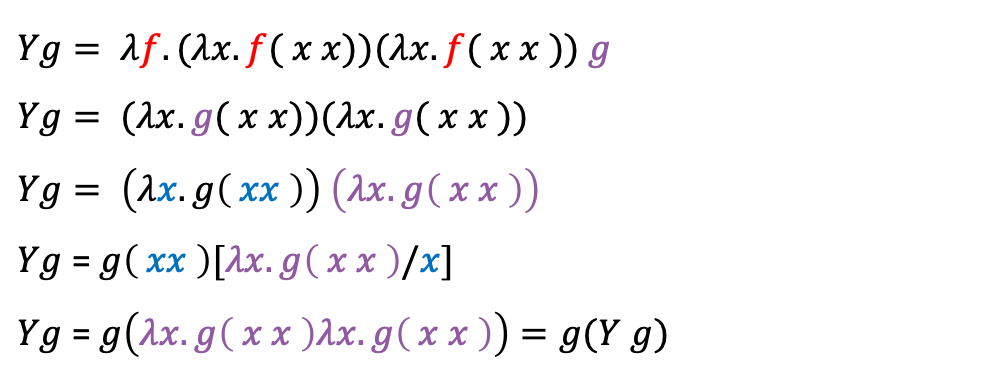 Yg = λf.(λx.f( x x))(λx.f( x x )) g
Yg = (λx.g( x x))(λx.g( x x ))
Yg = (λx.g( xx )) (λx.g( x x ))
Yg = g( xx )[λx.g( x x )/x]
Yg = g(λx.g( x x )λx.g( x x )) = g(Y g)